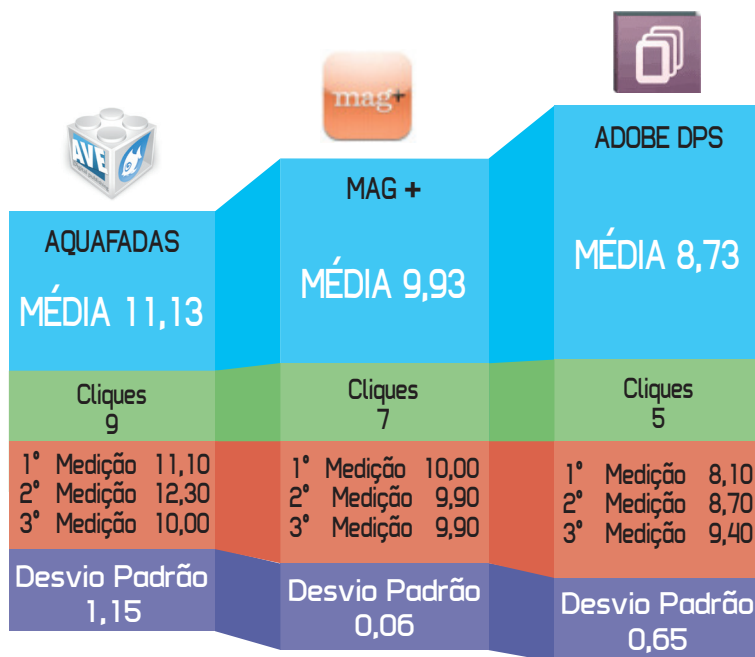 AVE
AQUAFADAS
MÉDIA 11,13
Cliques
9
1° Medição 11,10
2° Medição 12,30
3° Medição 10,00
Desvio Padrão
1,15
mag+
MAG +
MÉDIA 9,93
Cliques
7
1° Medição 10,00
2° Medição 9,90
3° Medição 9,90
Desvio Padrão
0,06
ADOBE DPS
MÉDIA 8,73
Cliques
5
1° Medição 8,10
2° Medição 8,70
3° Medição 9,40
Desvio Padrão
0,65